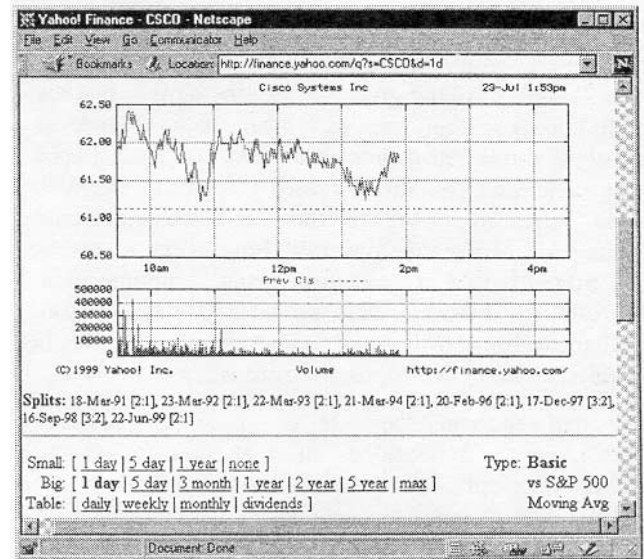 Yahoo! Finance - CSCO - Netscape
File Edit View Go Communicator Help
Bookmarks Location: http://finance.yahoo.com/q?s=CSCO&d=1d
Cisco Systems Inc 23-Jul 1:53pm
62.50
62.00
61.50
61.00
60.50
10am 12pm 2pm 4pm
Prev Cls ------
500000
400000
300000
200000
100000
0
(C)1999 Yahoo! Inc. Volume http://finance.yahoo.com/
Splits: 18-Mar-91 [2:1], 23-Mar-92 [2:1], 22-Mar-93 [2:1], 21-Mar-94 [2:1], 20-Feb-96 [2:1], 17-Dec-97 [3:2],
16-Sep-98 [3:2], 22-Jun-99 [2:1]
Small: [ 1 day | 5 day | 1 year | none ] Type: Basic
Big: [ 1 day | 5 day | 3 month | 1 year | 2 year | 5 year | max ] vs S&P 500
Table: [ daily | weekly | monthly | dividends ] Moving Avg
Document: Done